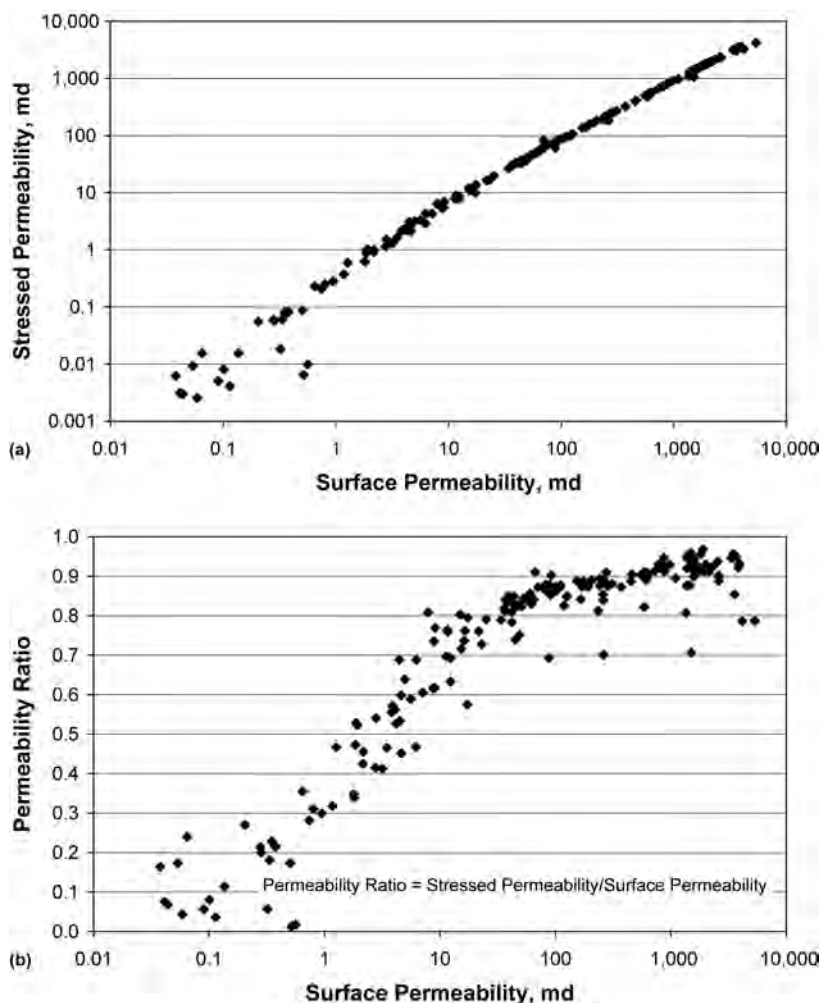 10,000
1,000
100
10
1
0.1
0.01
0.001
Stressed Permeability, md
(a)
0.01 0.1 1 10 100 1,000 10,000
Surface Permeability, md
1.0
0.9
0.8
0.7
0.6
0.5
0.4
0.3
0.2
0.1
0.0
Permeability Ratio
Permeability Ratio = Stressed Permeability/Surface Permeability
(b)
0.01 0.1 1 10 100 1,000 10,000
Surface Permeability, md